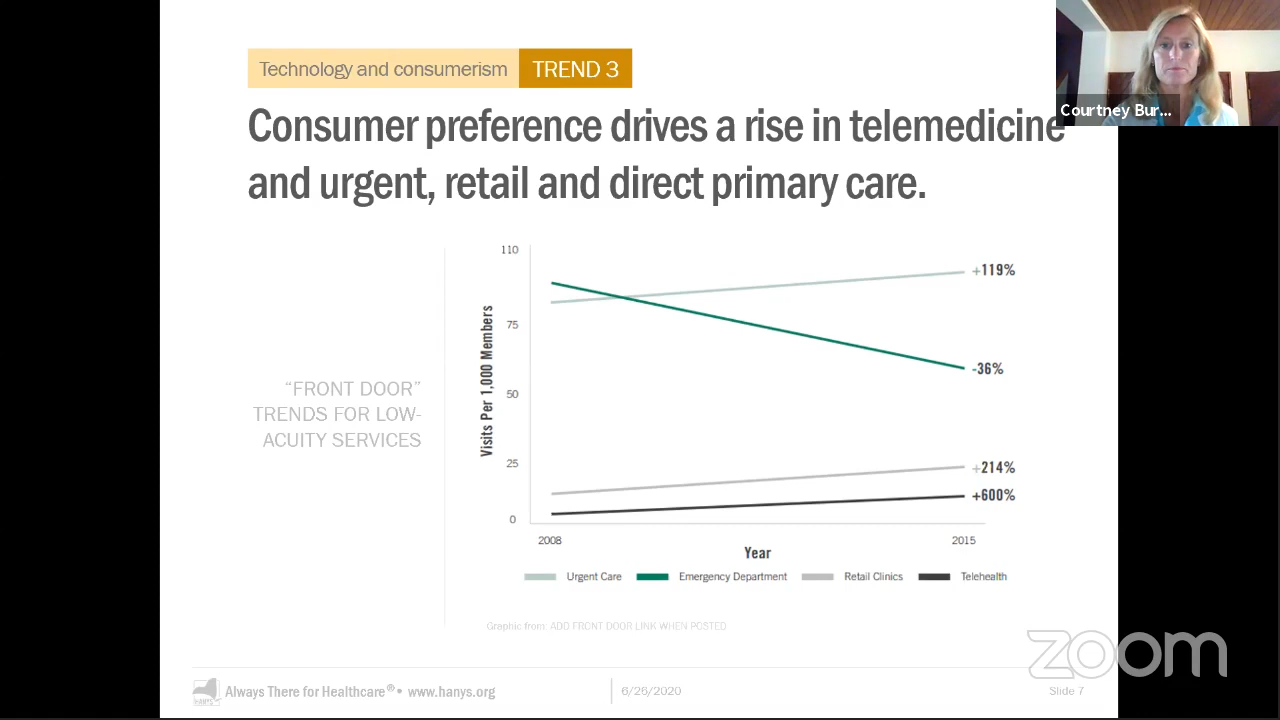 Technology and consumerism TREND 3
Consumer preference drives a rise in telemedicine
and urgent, retail and direct primary care.
Courtney Bur...
"FRONT DOOR"
TRENDS FOR LOW-
ACUITY SERVICES
Visits Per 1,000 Members
110
75
50
25
0
+119%
-36%
+214%
+600%
2008
2015
Year
Urgent Care Emergency Department Retail Clinics Telehealth
Graphic from: ADD FRONT DOOR LINK WHEN POSTED
zoom
HANYS Always There for Healthcare® • www.hanys.org 6/26/2020 Slide 7